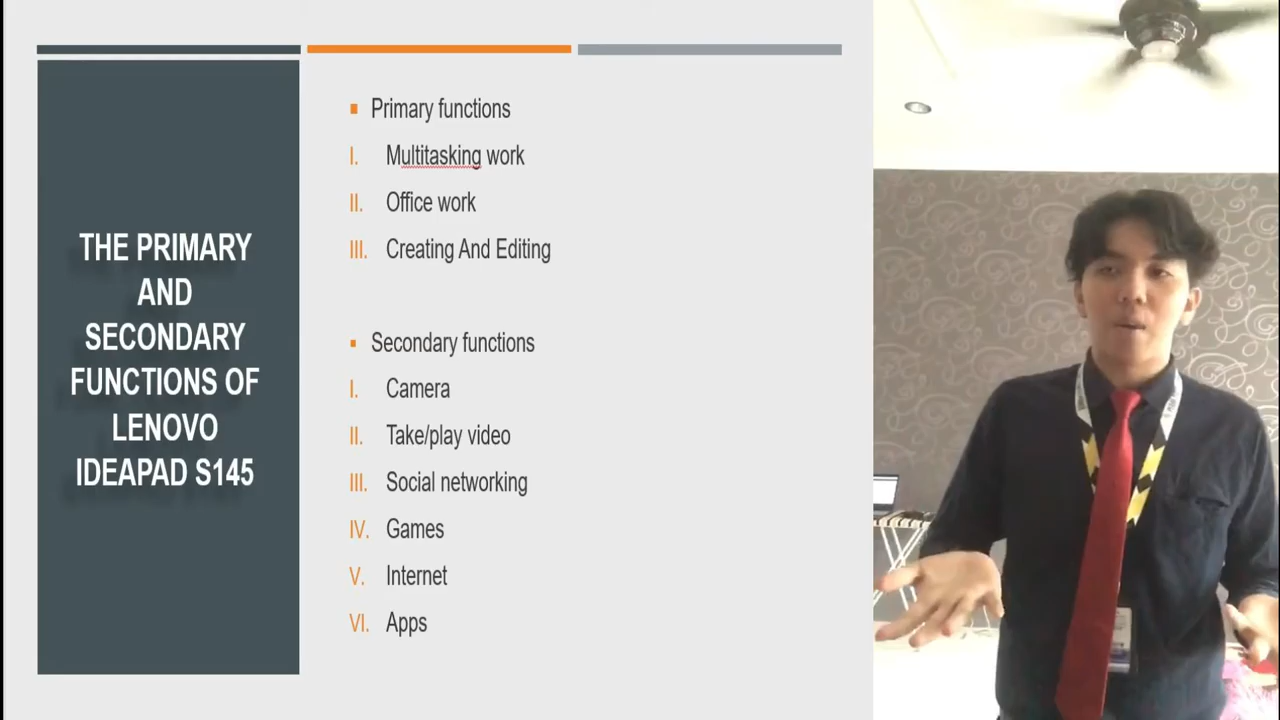 THE PRIMARY
AND
SECONDARY
FUNCTIONS OF
LENOVO
IDEAPAD S145
▪ Primary functions
I. Multitasking work
II. Office work
III. Creating And Editing
▪ Secondary functions
I. Camera
II. Take/play video
III. Social networking
IV. Games
V. Internet
VI. Apps